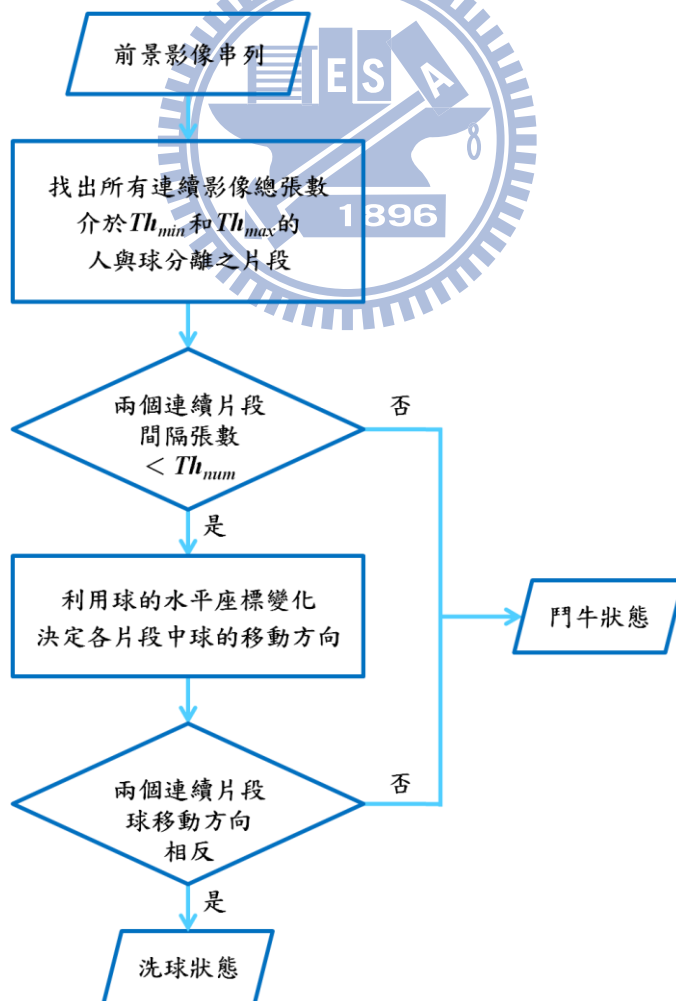 前景影像串列
ESA
1896
找出所有連續影像總張數
介於Th_min和Th_max的
人與球分離之片段
兩個連續片段
間隔張數
< Th_num
否
是
利用球的水平座標變化
決定各片段中球的移動方向
鬥牛狀態
兩個連續片段
球移動方向
相反
否
是
洗球狀態